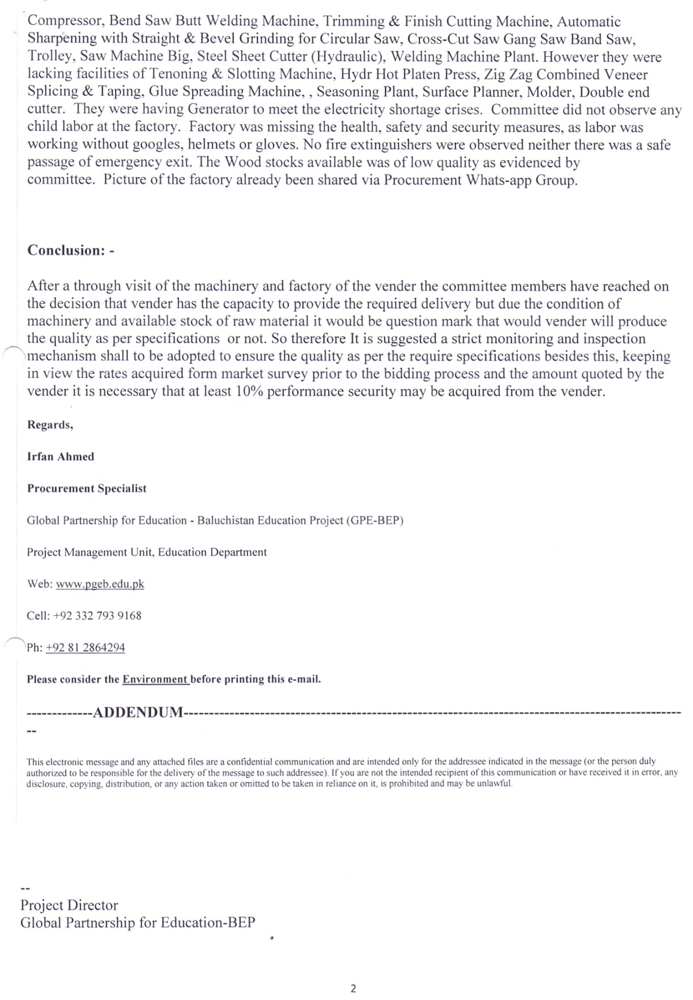 Compressor, Bend Saw Butt Welding Machine, Trimming & Finish Cutting Machine, Automatic
Sharpening with Straight & Bevel Grinding for Circular Saw, Cross-Cut Saw Gang Saw Band Saw,
Trolley, Saw Machine Big, Steel Sheet Cutter (Hydraulic), Welding Machine Plant. However they were
lacking facilities of Tenoning & Slotting Machine, Hydr Hot Platen Press, Zig Zag Combined Veneer
Splicing & Taping, Glue Spreading Machine, , Seasoning Plant, Surface Planner, Molder, Double end
cutter.  They were having Generator to meet the electricity shortage crises.  Committee did not observe any
child labor at the factory.  Factory was missing the health, safety and security measures, as labor was
working without googles, helmets or gloves. No fire extinguishers were observed neither there was a safe
passage of emergency exit. The Wood stocks available was of low quality as evidenced by
committee.  Picture of the factory already been shared via Procurement Whats-app Group.
Conclusion: -
After a through visit of the machinery and factory of the vender the committee members have reached on
the decision that vender has the capacity to provide the required delivery but due the condition of
machinery and available stock of raw material it would be question mark that would vender will produce
the quality as per specifications  or not. So therefore It is suggested a strict monitoring and inspection
mechanism shall to be adopted to ensure the quality as per the require specifications besides this, keeping
in view the rates acquired form market survey prior to the bidding process and the amount quoted by the
vender it is necessary that at least 10% performance security may be acquired from the vender.
Regards,
Irfan Ahmed
Procurement Specialist
Global Partnership for Education - Baluchistan Education Project (GPE-BEP)
Project Management Unit, Education Department
Web: www.pgeb.edu.pk
Cell: +92 332 793 9168
Ph: +92 81 2864294
Please consider the Environment before printing this e-mail.
-------------ADDENDUM---------------------------------------------------------------------------------------------------
--
This electronic message and any attached files are a confidential communication and are intended only for the addressee indicated in the message (or the person duly
authorized to be responsible for the delivery of the message to such addressee). If you are not the intended recipient of this communication or have received it in error, any
disclosure, copying, distribution, or any action taken or omitted to be taken in reliance on it, is prohibited and may be unlawful.
--
Project Director
Global Partnership for Education-BEP
2